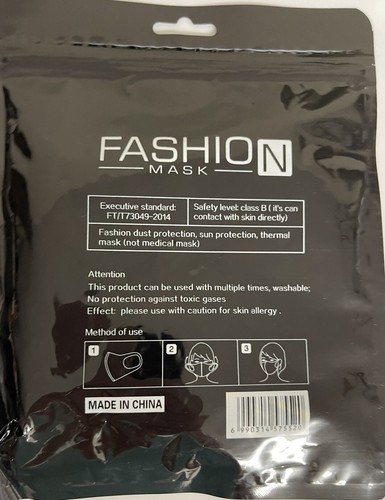 FASHION
MASK
Executive standard:
FT/T73049-2014
Safety level: class B ( it's can
contact with skin directly)
Fashion dust protection, sun protection, thermal
mask (not medical mask)
Attention
This product can be used with multiple times, washable;
No protection against toxic gases
Effect: please use with caution for skin allergy .
Method of use
1
2
3
MADE IN CHINA
6 990314 573520